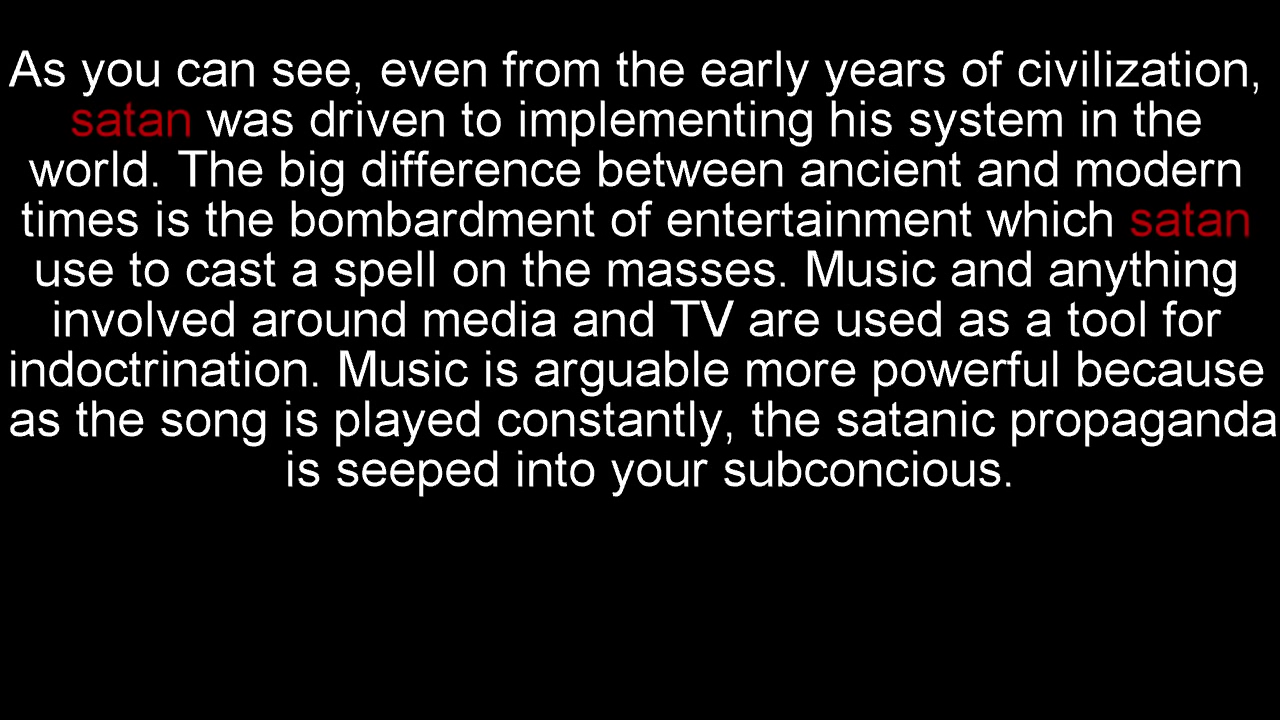 As you can see, even from the early years of civilization,
satan was driven to implementing his system in the
world. The big difference between ancient and modern
times is the bombardment of entertainment which satan
use to cast a spell on the masses. Music and anything
involved around media and TV are used as a tool for
indoctrination. Music is arguable more powerful because
as the song is played constantly, the satanic propaganda
is seeped into your subconcious.